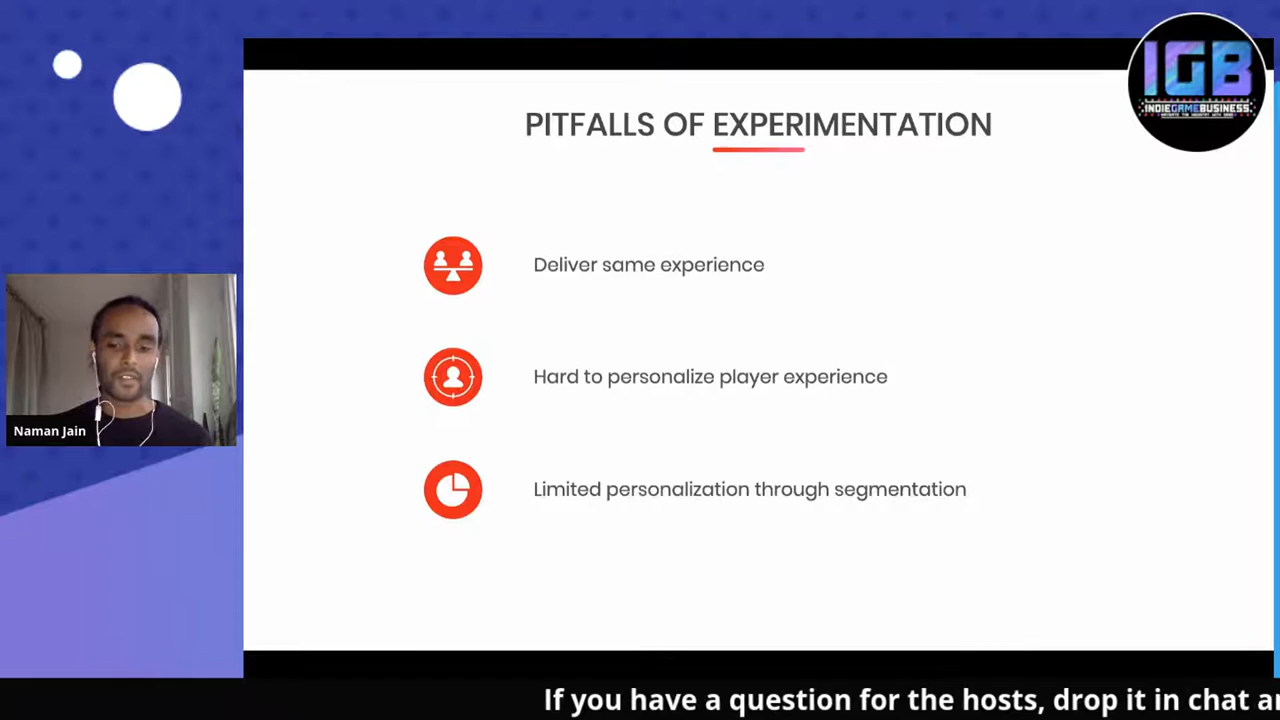 IGB
INDIEGAMEBUSINESS
PITFALLS OF EXPERIMENTATION
Deliver same experience
Hard to personalize player experience
Limited personalization through segmentation
Naman Jain
If you have a question for the hosts, drop it in chat a